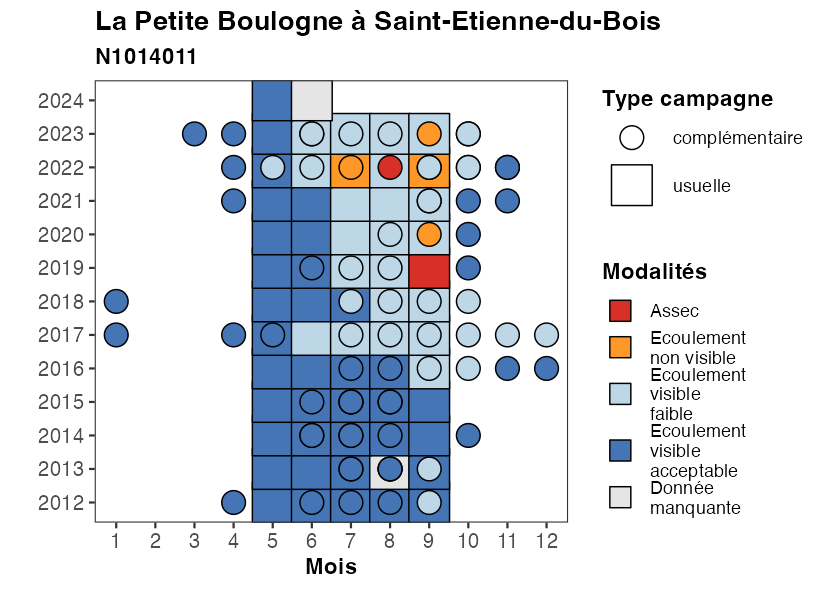 La Petite Boulogne à Saint-Etienne-du-Bois
N1014011
2024
2023
2022
2021
2020
2019
2018
2017
2016
2015
2014
2013
2012
1 2 3 4 5 6 7 8 9 10 11 12
Mois
Type campagne
complémentaire
usuelle
Modalités
Assec
Ecoulement
non visible
Ecoulement
visible
faible
Ecoulement
visible
acceptable
Donnée
manquante